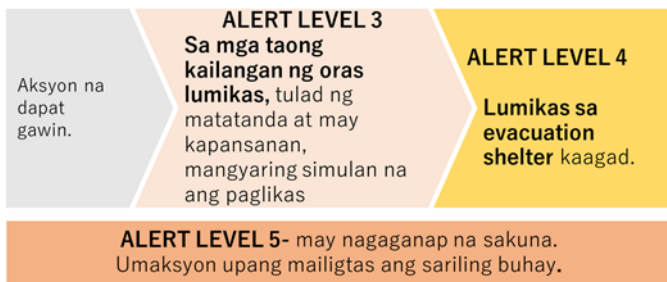 Aksyon na
dapat
gawin.
ALERT LEVEL 3
Sa mga taong
kailangan ng oras
lumikas, tulad ng
matatanda at may
kapansanan,
mangyaring simulan na
ang paglikas
ALERT LEVEL 4
Lumikas sa
evacuation
shelter kaagad.
ALERT LEVEL 5- may nagaganap na sakuna.
Umaksyon upang mailigtas ang sariling buhay.